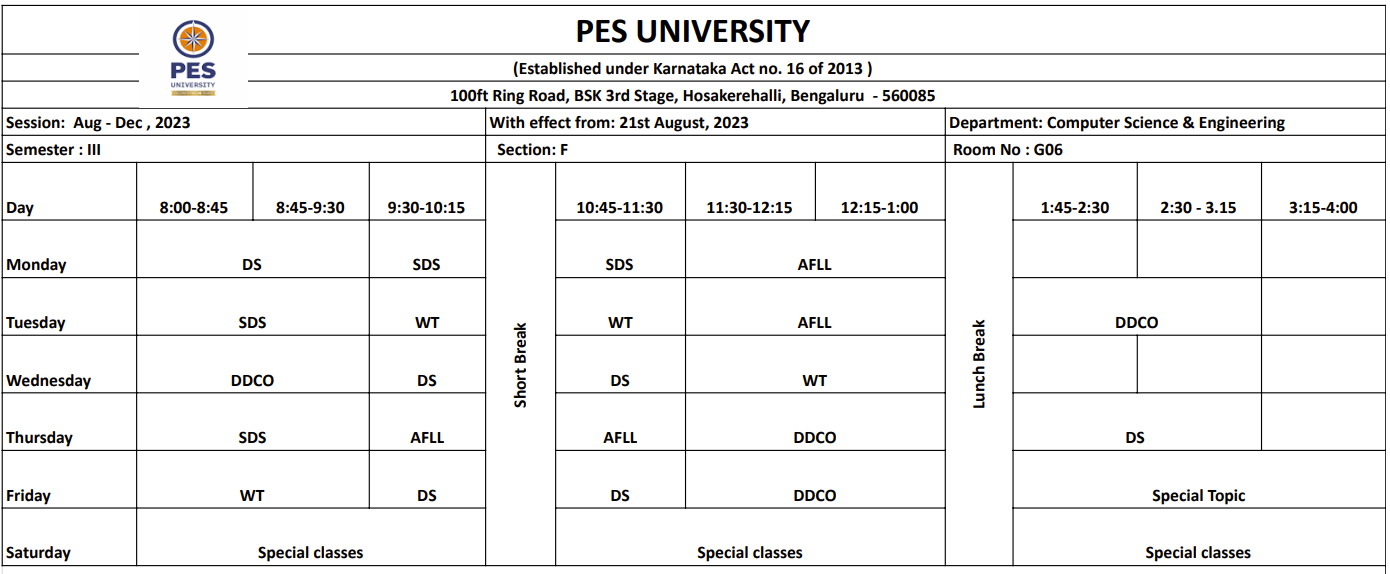 PES UNIVERSITY
PES
UNIVERSITY
(Established under Karnataka Act no. 16 of 2013 )
100ft Ring Road, BSK 3rd Stage, Hosakerehalli, Bengaluru - 560085
Session: Aug - Dec , 2023 With effect from: 21st August, 2023 Department: Computer Science & Engineering
Semester : III Section: F Room No : G06
Day 8:00-8:45 8:45-9:30 9:30-10:15 10:45-11:30 11:30-12:15 12:15-1:00 1:45-2:30 2:30 - 3.15 3:15-4:00
Short Break
Lunch Break
Monday DS SDS SDS AFLL
Tuesday SDS WT WT AFLL DDCO
Wednesday DDCO DS DS WT
Thursday SDS AFLL AFLL DDCO DS
Friday WT DS DS DDCO Special Topic
Saturday Special classes Special classes Special classes